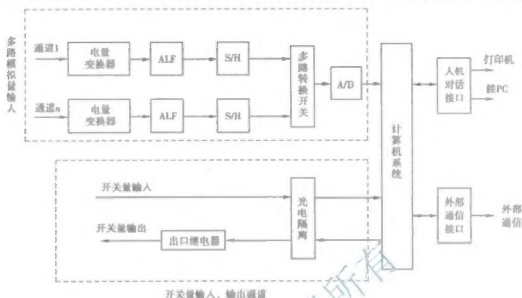 多路模拟量输入
通道1
电量
变换器
ALF
S/H
多路转换开关
A/D
通道n
电量
变换器
ALF
S/H
计算机系统
人机
对话
接口
打印机
接PC
开关量输入
光电隔离
开关量输出
出口继电器
外部
通信
接口
外部
通信
开关量输入、输出通道
所有